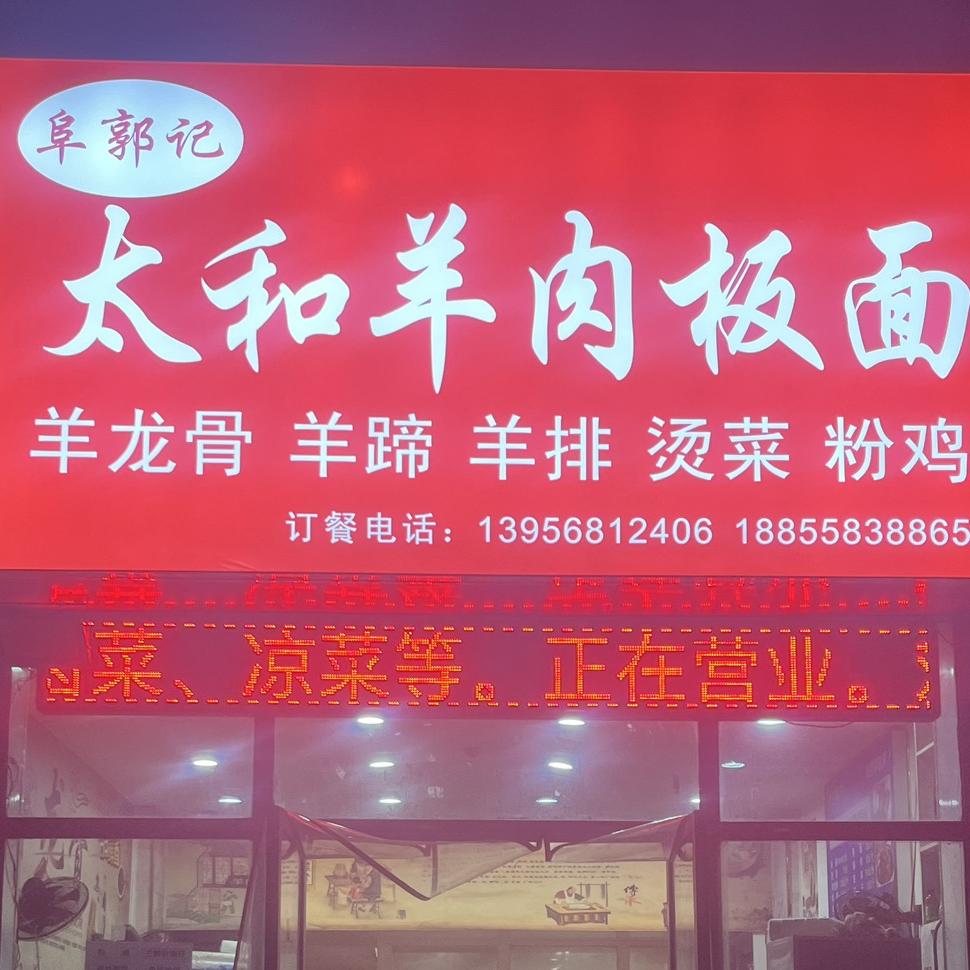 阜郭记
太和羊肉板面
羊龙骨 羊蹄 羊排 烫菜 粉鸡
订餐电话：13956812406 18855838865
菜、凉菜等。正在营业。